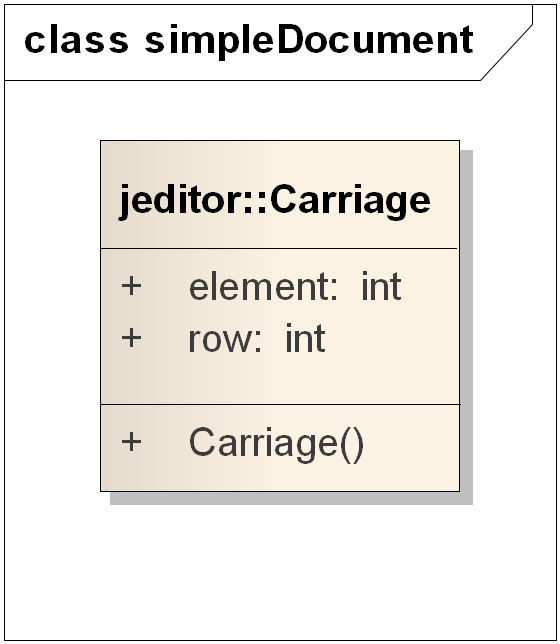 class simpleDocument
jeditor::Carriage
+ element: int
+ row: int
+ Carriage()